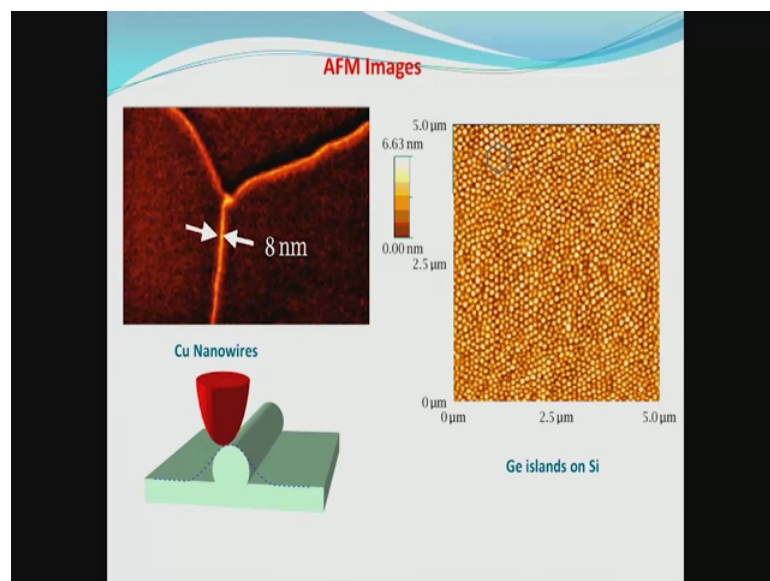 AFM Images
8 nm
Cu Nanowires
6.63 nm
0.00 nm
5.0 μm
2.5 μm
0 μm
0 μm 2.5 μm 5.0 μm
Ge islands on Si